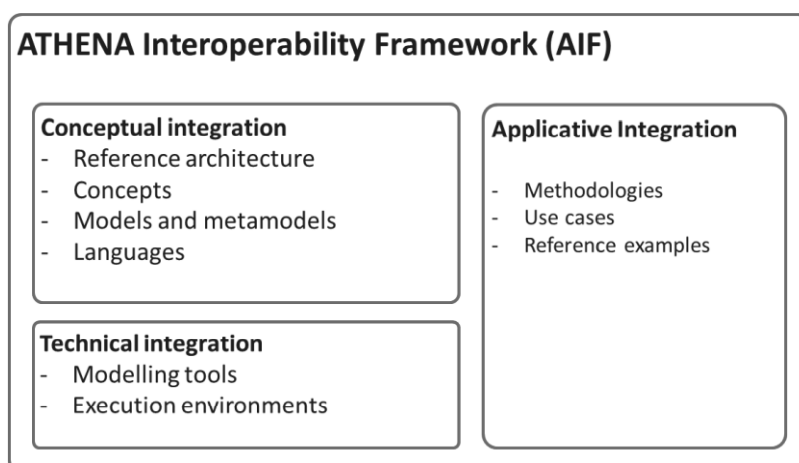 ATHENA Interoperability Framework (AIF)
Conceptual integration
- Reference architecture
- Concepts
- Models and metamodels
- Languages
Technical integration
- Modelling tools
- Execution environments
Applicative Integration
- Methodologies
- Use cases
- Reference examples